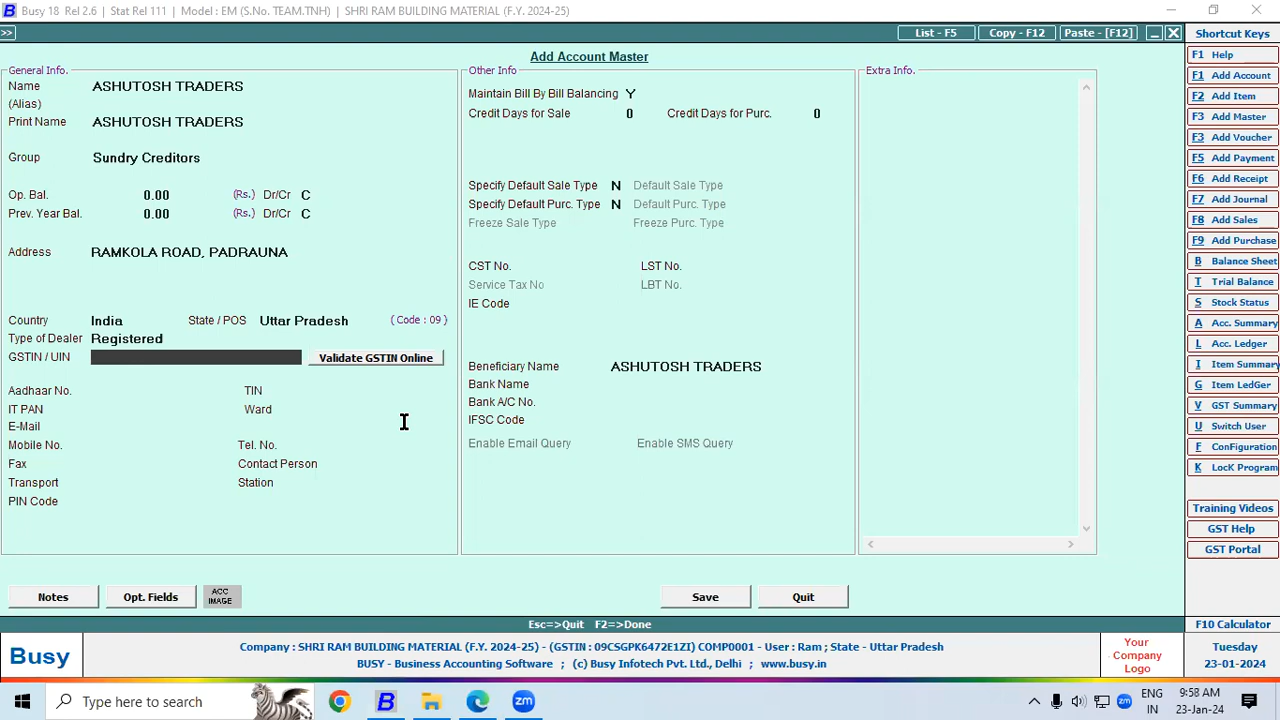 Busy 18 Rel 2.6 | Stat Rel 111 | Model : EM (S.No. TEAM.TNH) | SHRI RAM BUILDING MATERIAL (F.Y. 2024-25)
>> List - F5 Copy - F12 Paste - [F12]
Add Account Master
General Info. Other Info Extra Info.
Name ASHUTOSH TRADERS
(Alias)
Print Name ASHUTOSH TRADERS
Group Sundry Creditors
Op. Bal. 0.00 (Rs.) Dr/Cr C
Prev. Year Bal. 0.00 (Rs.) Dr/Cr C
Address RAMKOLA ROAD, PADRAUNA
Country India State / POS Uttar Pradesh ( Code : 09 )
Type of Dealer Registered
GSTIN / UIN Validate GSTIN Online
Aadhaar No. TIN
IT PAN Ward
E-Mail
Mobile No. Tel. No.
Fax Contact Person
Transport Station
PIN Code
Maintain Bill By Bill Balancing Y
Credit Days for Sale 0 Credit Days for Purc. 0
Specify Default Sale Type N Default Sale Type
Specify Default Purc. Type N Default Purc. Type
Freeze Sale Type Freeze Purc. Type
CST No. LST No.
Service Tax No LBT No.
IE Code
Beneficiary Name ASHUTOSH TRADERS
Bank Name
Bank A/C No.
IFSC Code
Enable Email Query Enable SMS Query
Notes Opt. Fields ACC IMAGE Save Quit
Esc=>Quit F2=>Done
Shortcut Keys
F1 Help
F1 Add Account
F2 Add Item
F3 Add Master
F3 Add Voucher
F5 Add Payment
F6 Add Receipt
F7 Add Journal
F8 Add Sales
F9 Add Purchase
B Balance Sheet
T Trial Balance
S Stock Status
A Acc. Summary
L Acc. Ledger
I Item Summary
G Item LedGer
V GST Summary
U Switch User
F ConFiguration
K LocK Program
Training Videos
GST Help
GST Portal
F10 Calculator
Busy
Company : SHRI RAM BUILDING MATERIAL (F.Y. 2024-25) - (GSTIN : 09CSGPK6472E1ZI) COMP0001 - User : Ram ; State - Uttar Pradesh
BUSY - Business Accounting Software ; (c) Busy Infotech Pvt. Ltd., Delhi ; www.busy.in
Your
Company
Logo
Tuesday
23-01-2024
Type here to search
B
zm
zm
ENG
IN
9:58 AM
23-Jan-24